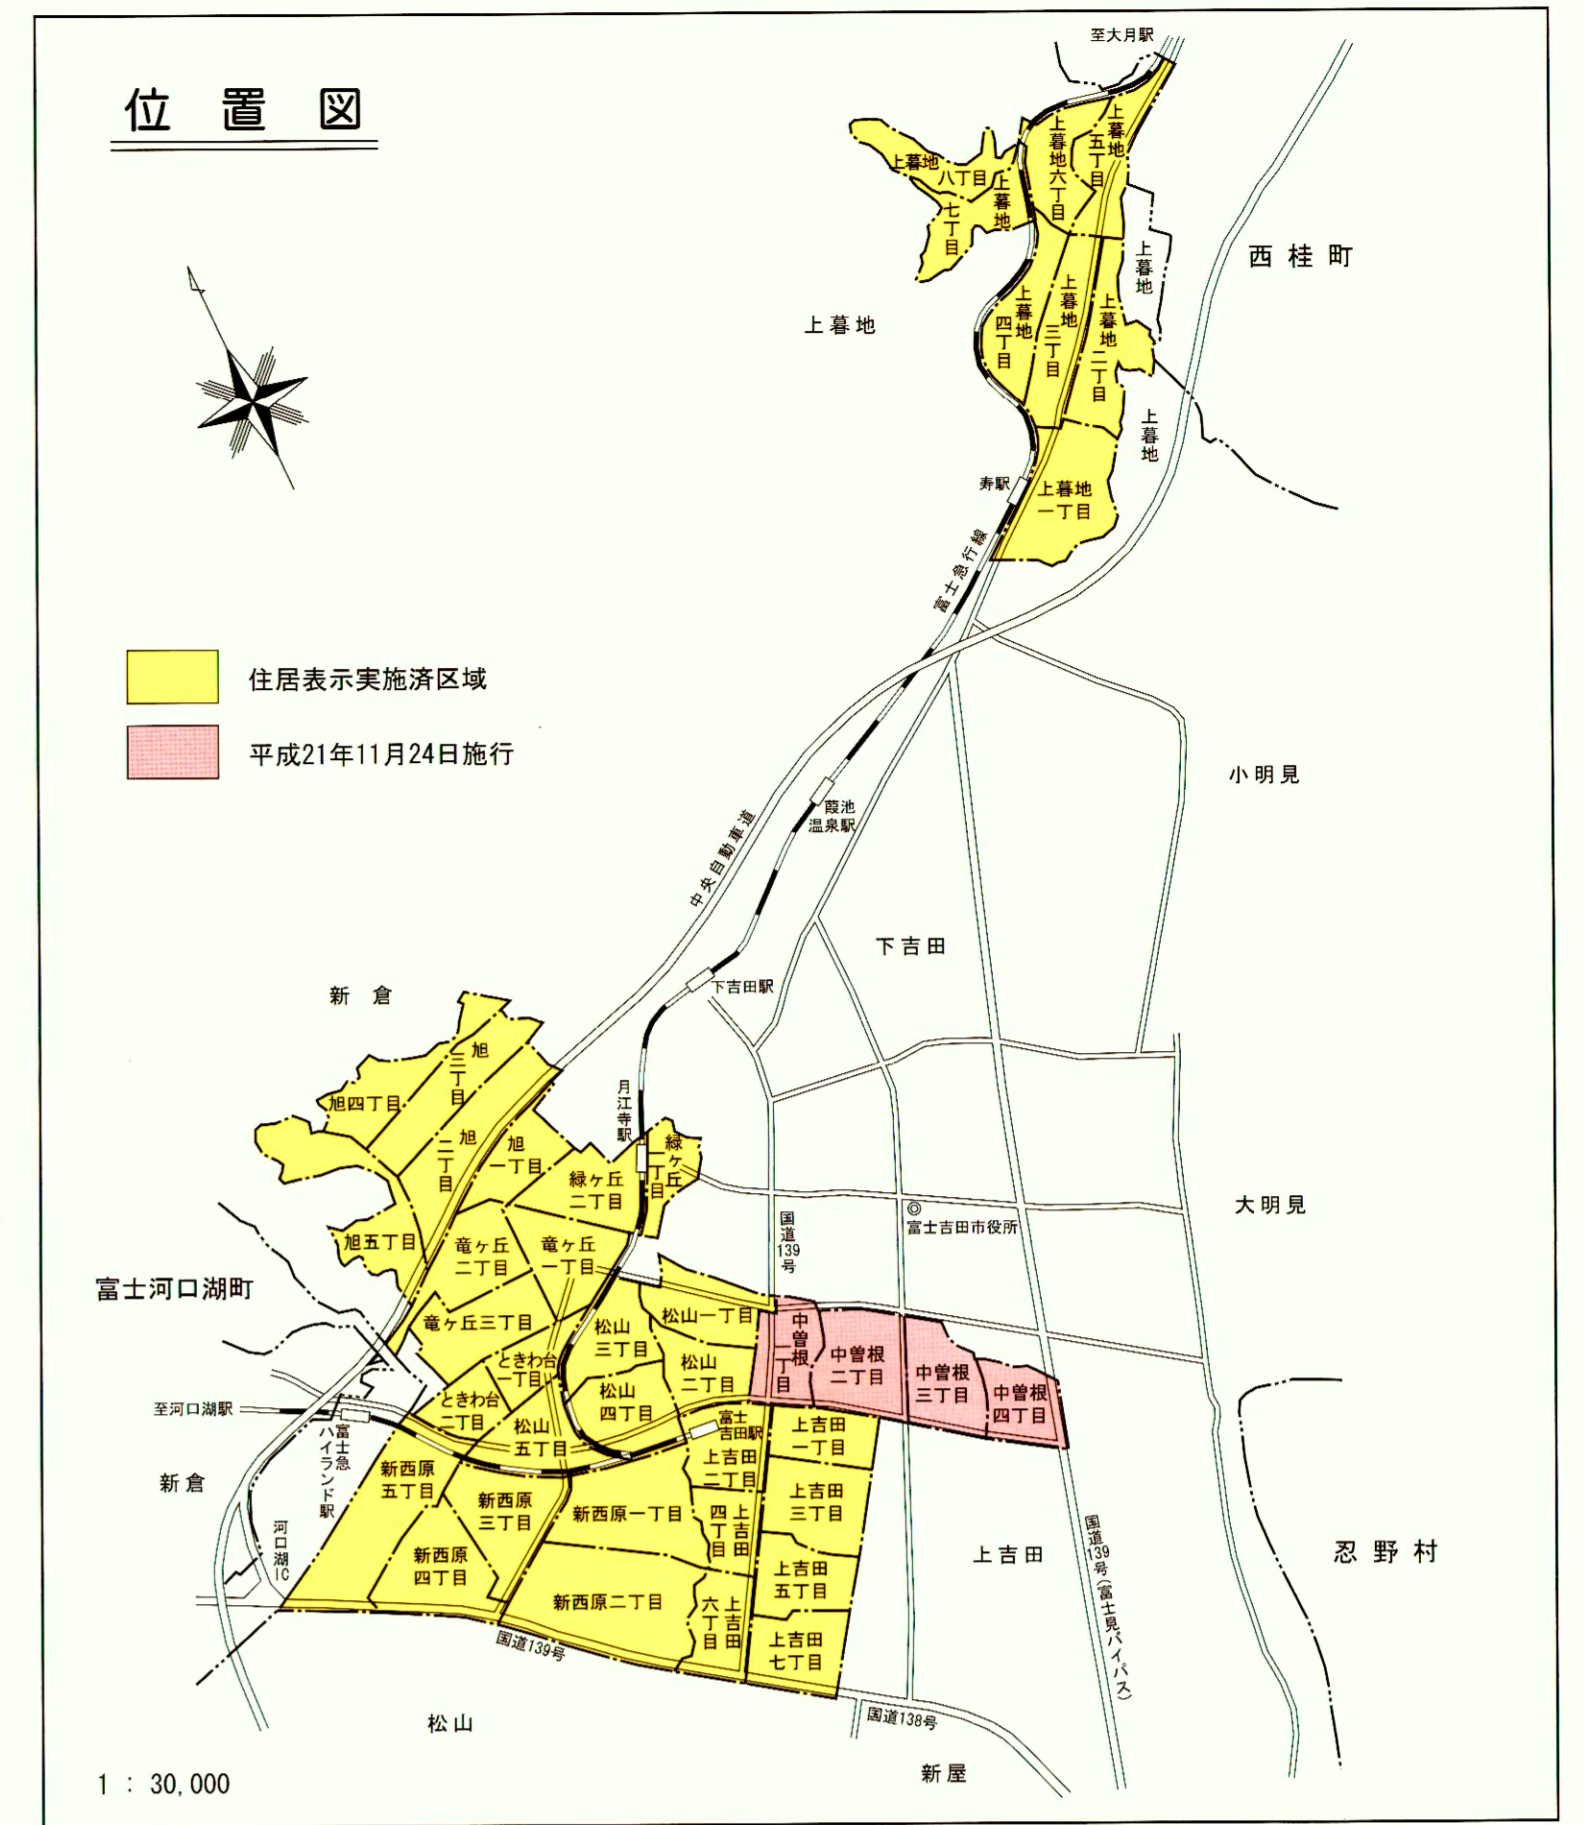 位置図
至大月駅
上暮地
五丁目
上暮地六丁目
上暮地
八丁目
上暮地
七丁目
西桂町
上暮地
上暮地
上暮地
四丁目
上暮地
三丁目
上暮地
二丁目
上暮地
寿駅
上暮地
一丁目
富士急行線
住居表示実施済区域
平成21年11月24日施行
小明見
葭池
温泉駅
中央自動車道
下吉田
下吉田駅
新倉
旭
三丁目
旭四丁目
旭
二丁目
旭
一丁目
月江寺駅
緑ヶ丘
一丁目
緑ヶ丘
二丁目
大明見
富士吉田市役所
国道139号
旭五丁目
竜ヶ丘
二丁目
竜ヶ丘
一丁目
富士河口湖町
竜ヶ丘三丁目
松山
三丁目
松山一丁目
中曽根
一丁目
中曽根
二丁目
中曽根
三丁目
中曽根
四丁目
ときわ台
一丁目
松山
二丁目
ときわ台
二丁目
松山
四丁目
至河口湖駅
富士急
ハイランド駅
松山
五丁目
富士
吉田駅
上吉田
一丁目
上吉田
二丁目
新倉
新西原
五丁目
新西原
三丁目
新西原一丁目
上吉田
四丁目
上吉田
三丁目
河口湖IC
新西原
四丁目
上吉田
国道139号(富士見バイパス)
忍野村
上吉田
五丁目
新西原二丁目
上吉田
六丁目
上吉田
七丁目
国道139号
松山
国道138号
新屋
1 : 30,000